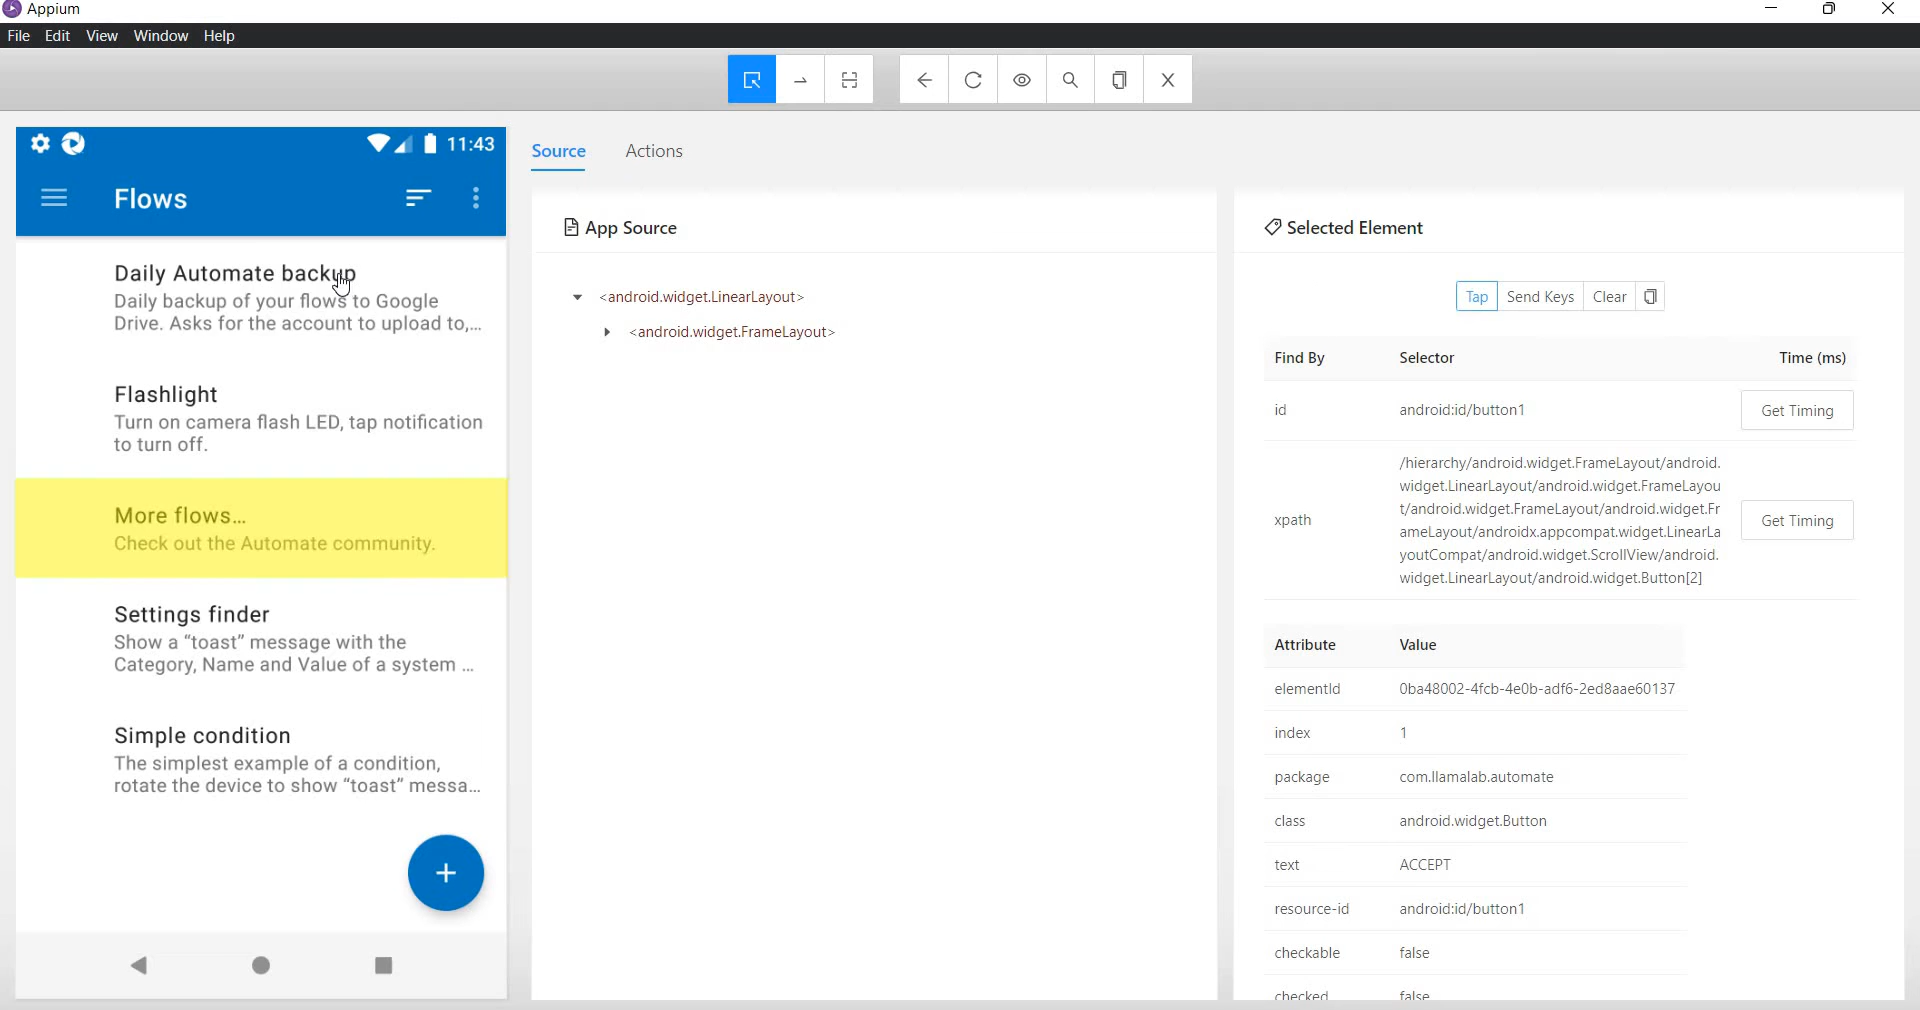 Appium
File Edit View Window Help
11:43
Flows
Daily Automate backup
Daily backup of your flows to Google
Drive. Asks for the account to upload to,...
Flashlight
Turn on camera flash LED, tap notification
to turn off.
More flows...
Check out the Automate community.
Settings finder
Show a “toast” message with the
Category, Name and Value of a system ...
Simple condition
The simplest example of a condition,
rotate the device to show “toast” messa...
Source Actions
App Source
<android.widget.LinearLayout>
<android.widget.FrameLayout>
Selected Element
Tap Send Keys Clear
Find By Selector Time (ms)
id android:id/button1 Get Timing
/hierarchy/android.widget.FrameLayout/android.
widget.LinearLayout/android.widget.FrameLayou
t/android.widget.FrameLayout/android.widget.Fr
xpath ameLayout/androidx.appcompat.widget.LinearLa Get Timing
youtCompat/android.widget.ScrollView/android.
widget.LinearLayout/android.widget.Button[2]
Attribute Value
elementId 0ba48002-4fcb-4e0b-adf6-2ed8aae60137
index 1
package com.llamalab.automate
class android.widget.Button
text ACCEPT
resource-id android:id/button1
checkable false
checked false